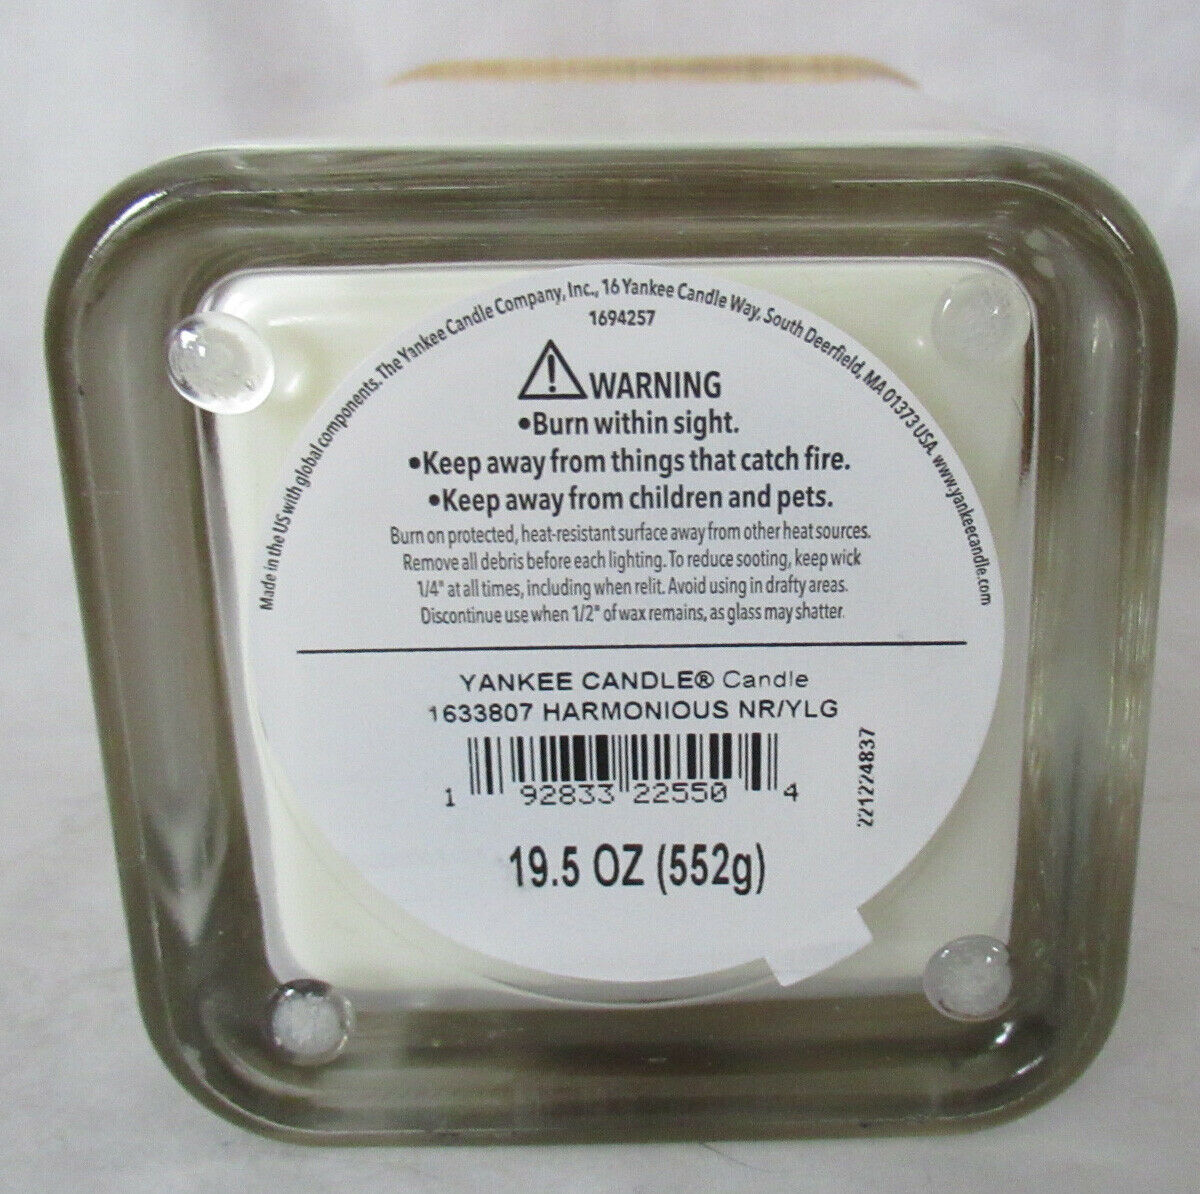 Made in the US with global components. The Yankee Candle Company, Inc., 16 Yankee Candle Way, South Deerfield, MA 01373 USA. www.yankeecandle.com
1694257
⚠WARNING
•Burn within sight.
•Keep away from things that catch fire.
•Keep away from children and pets.
Burn on protected, heat-resistant surface away from other heat sources.
Remove all debris before each lighting. To reduce sooting, keep wick
1/4" at all times, including when relit. Avoid using in drafty areas.
Discontinue use when 1/2" of wax remains, as glass may shatter.
YANKEE CANDLE® Candle
1633807 HARMONIOUS NR/YLG
1 92833 22550 4
221224837
19.5 OZ (552g)